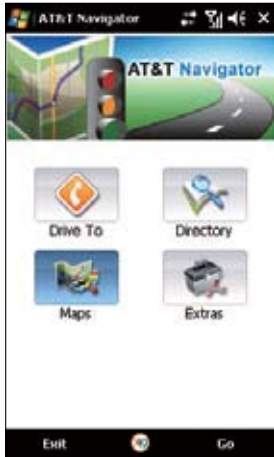 AT&T Navigator
AT&T Navigator
Drive To
Directory
Maps
Extras
Exit
Go